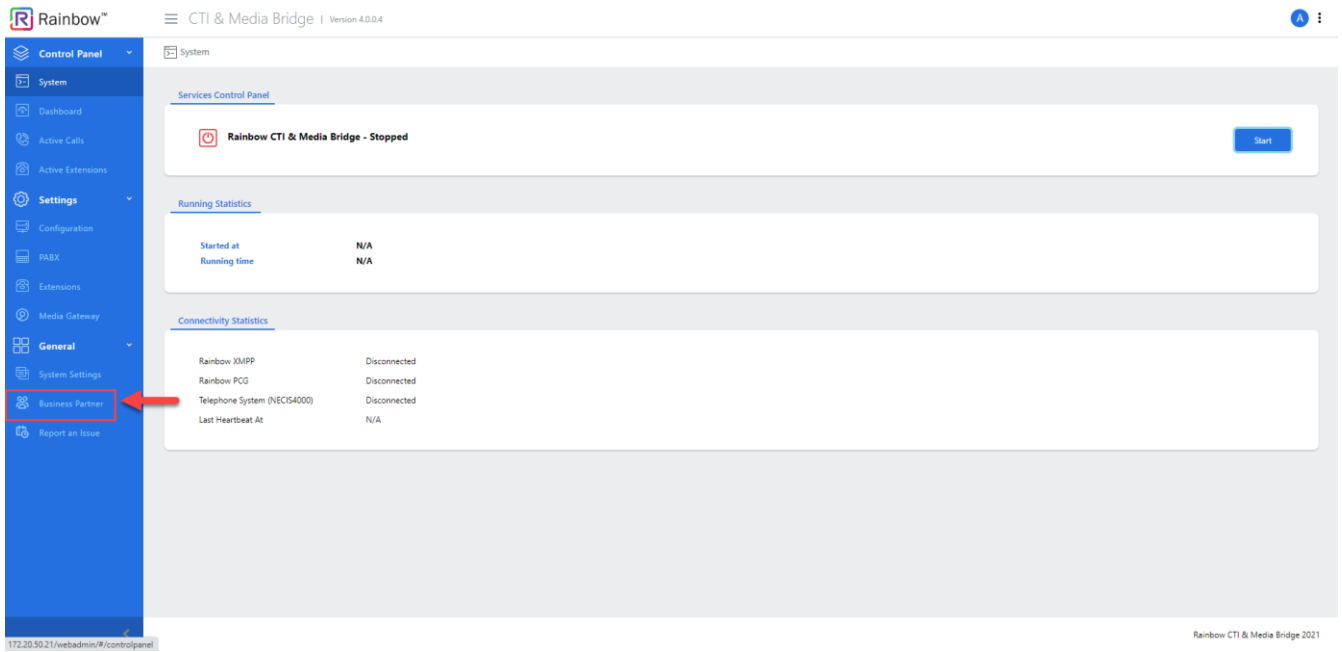 Rainbow™
CTI & Media Bridge | Version 4.0.0.4
A
Control Panel
System
Dashboard
Active Calls
Active Extensions
Settings
Configuration
PABX
Extensions
Media Gateway
General
System Settings
Business Partner
Report an Issue
172.20.50.21/webadmin/#/controlpanel
System
Services Control Panel
Rainbow CTI & Media Bridge - Stopped
Start
Running Statistics
Started at N/A
Running time N/A
Connectivity Statistics
Rainbow XMPP Disconnected
Rainbow PCG Disconnected
Telephone System (NECIS4000) Disconnected
Last Heartbeat At N/A
Rainbow CTI & Media Bridge 2021